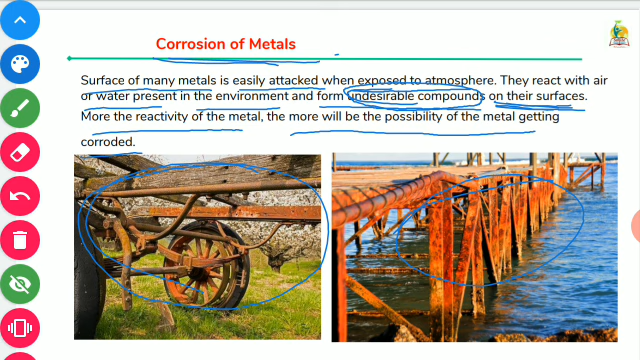 Corrosion of Metals
Surface of many metals is easily attacked when exposed to atmosphere. They react with air
or water present in the environment and form undesirable compounds on their surfaces.
More the reactivity of the metal, the more will be the possibility of the metal getting
corroded.